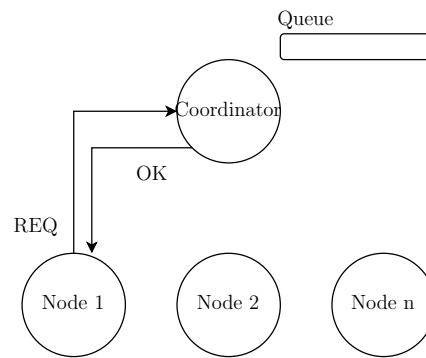 Queue
Coordinator
OK
REQ
Node 1
Node 2
Node n